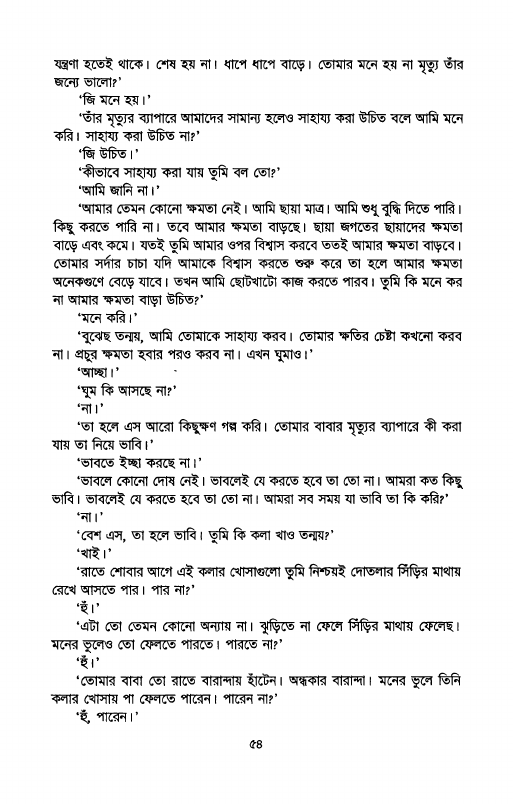 যন্ত্রণা হতেই থাকে। শেষ হয় না। ধাপে ধাপে বাড়ে। তোমার মনে হয় না মৃত্যু তাঁর
জন্যে ভালো?’
‘জি মনে হয়।’
‘তাঁর মৃত্যুর ব্যাপারে আমাদের সামান্য হলেও সাহায্য করা উচিত বলে আমি মনে
করি। সাহায্য করা উচিত না?’
‘জি উচিত।’
‘কীভাবে সাহায্য করা যায় তুমি বল তো?’
‘আমি জানি না।’
‘আমার তেমন কোনো ক্ষমতা নেই। আমি ছায়া মাত্র। আমি শুধু বুদ্ধি দিতে পারি।
কিছু করতে পারি না। তবে আমার ক্ষমতা বাড়ছে। ছায়া জগতের ছায়াদের ক্ষমতা
বাড়ে এবং কমে। যতই তুমি আমার ওপর বিশ্বাস করবে ততই আমার ক্ষমতা বাড়বে।
তোমার সর্দার চাচা যদি আমাকে বিশ্বাস করতে শুরু করে তা হলে আমার ক্ষমতা
অনেকগুণে বেড়ে যাবে। তখন আমি ছোটখাটো কাজ করতে পারব। তুমি কি মনে কর
না আমার ক্ষমতা বাড়া উচিত?’
‘মনে করি।’
‘বুঝেছ তন্ময়, আমি তোমাকে সাহায্য করব। তোমার ক্ষতির চেষ্টা কখনো করব
না। প্রচুর ক্ষমতা হবার পরও করব না। এখন ঘুমাও।’
‘আচ্ছা।’
‘ঘুম কি আসছে না?’
‘না।’
‘তা হলে এস আরো কিছুক্ষণ গল্প করি। তোমার বাবার মৃত্যুর ব্যাপারে কী করা
যায় তা নিয়ে ভাবি।’
‘ভাবতে ইচ্ছা করছে না।’
‘ভাবলে কোনো দোষ নেই। ভাবলেই যে করতে হবে তা তো না। আমরা কত কিছু
ভাবি। ভাবলেই যে করতে হবে তা তো না। আমরা সব সময় যা ভাবি তা কি করি?’
‘না।’
‘বেশ এস, তা হলে ভাবি। তুমি কি কলা খাও তন্ময়?’
‘খাই।’
‘রাতে শোবার আগে এই কলার খোসাগুলো তুমি নিশ্চয়ই দোতলার সিঁড়ির মাথায়
রেখে আসতে পার। পার না?’
‘হুঁ।’
‘এটা তো তেমন কোনো অন্যায় না। ঝুড়িতে না ফেলে সিঁড়ির মাথায় ফেলেছ।
মনের ভুলেও তো ফেলতে পারতে। পারতে না?’
‘হুঁ।’
‘তোমার বাবা তো রাতে বারান্দায় হাঁটেন। অন্ধকার বারান্দা। মনের ভুলে তিনি
কলার খোসায় পা ফেলতে পারেন। পারেন না?’
‘হুঁ, পারেন।’
৫৪